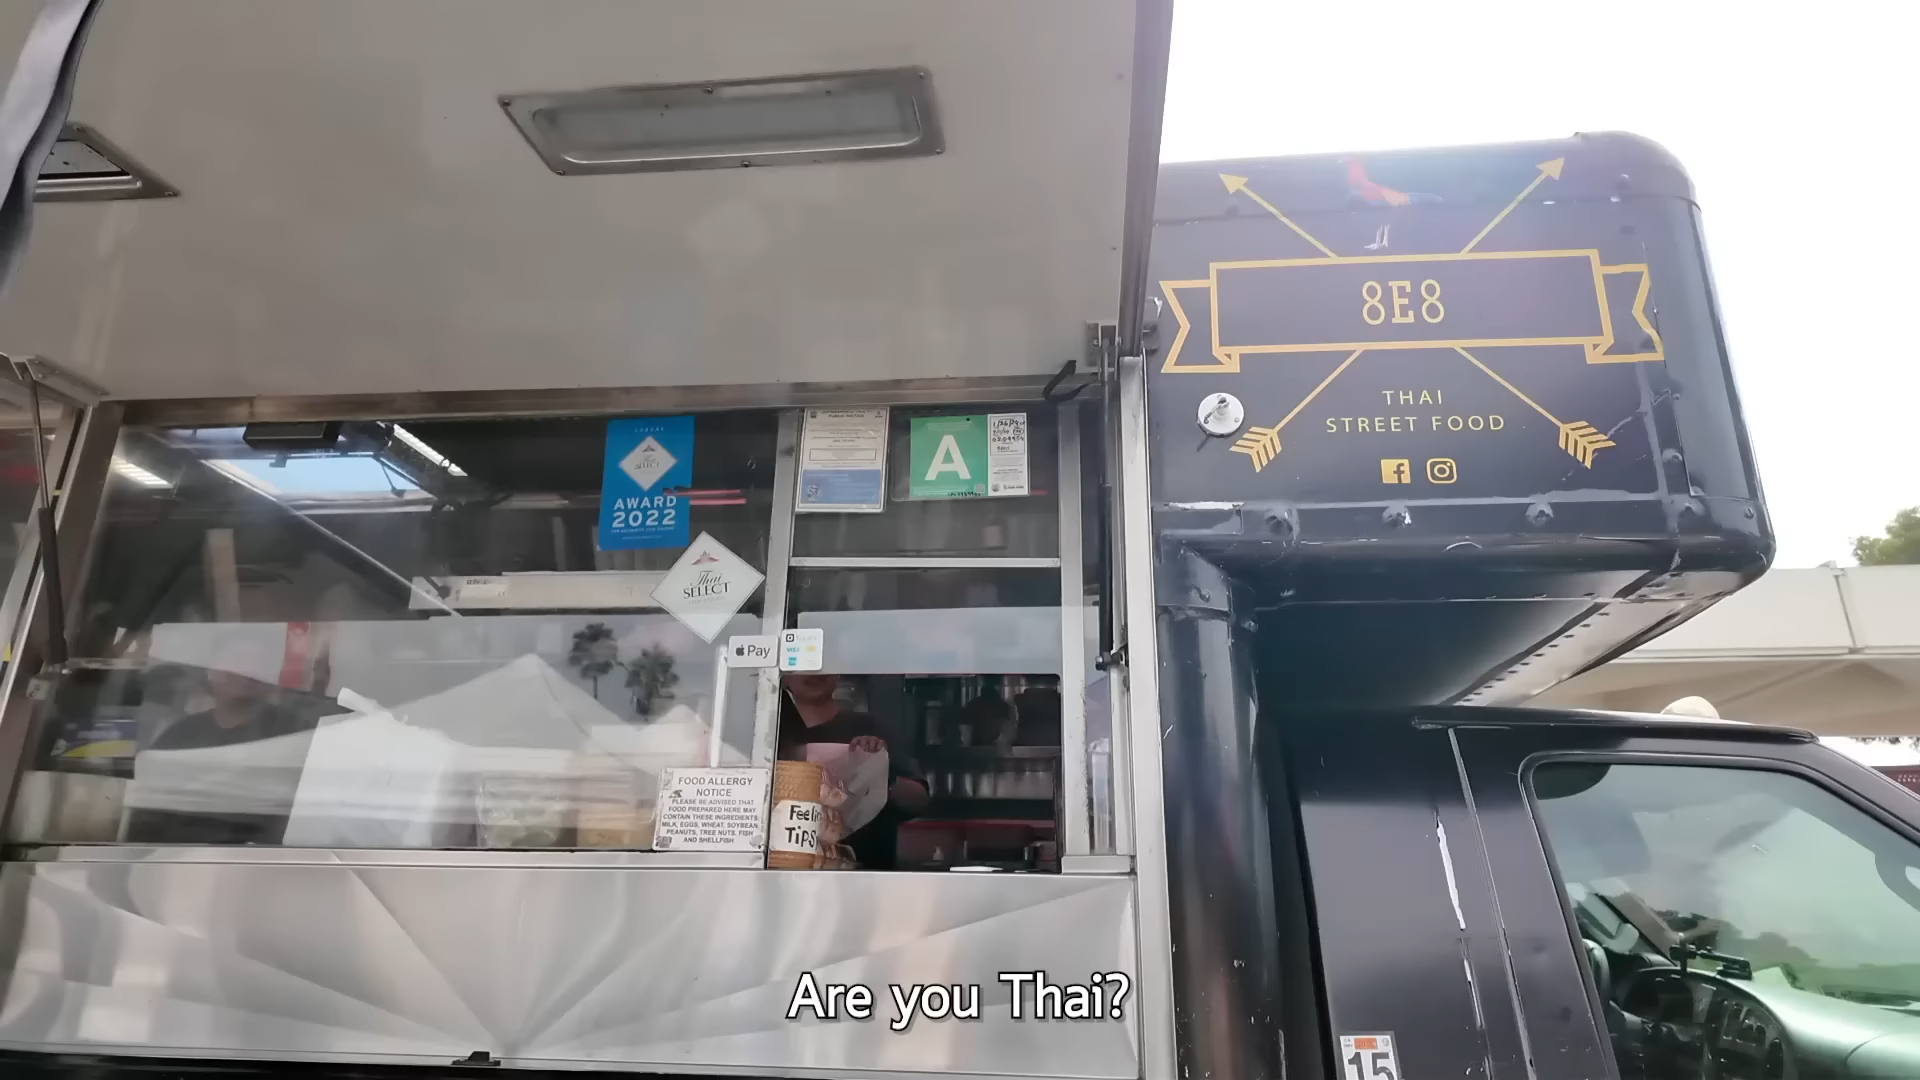 8E8
THAI
STREET FOOD
Thai
SELECT
AWARD
2022
A
Thai
SELECT
Pay
VISA
FOOD ALLERGY
NOTICE
PLEASE BE ADVISED THAT
FOOD PREPARED HERE MAY
CONTAIN THESE INGREDIENTS:
MILK, EGGS, WHEAT, SOYBEAN,
PEANUTS, TREE NUTS, FISH
AND SHELLFISH
Tips
15
Are you Thai?